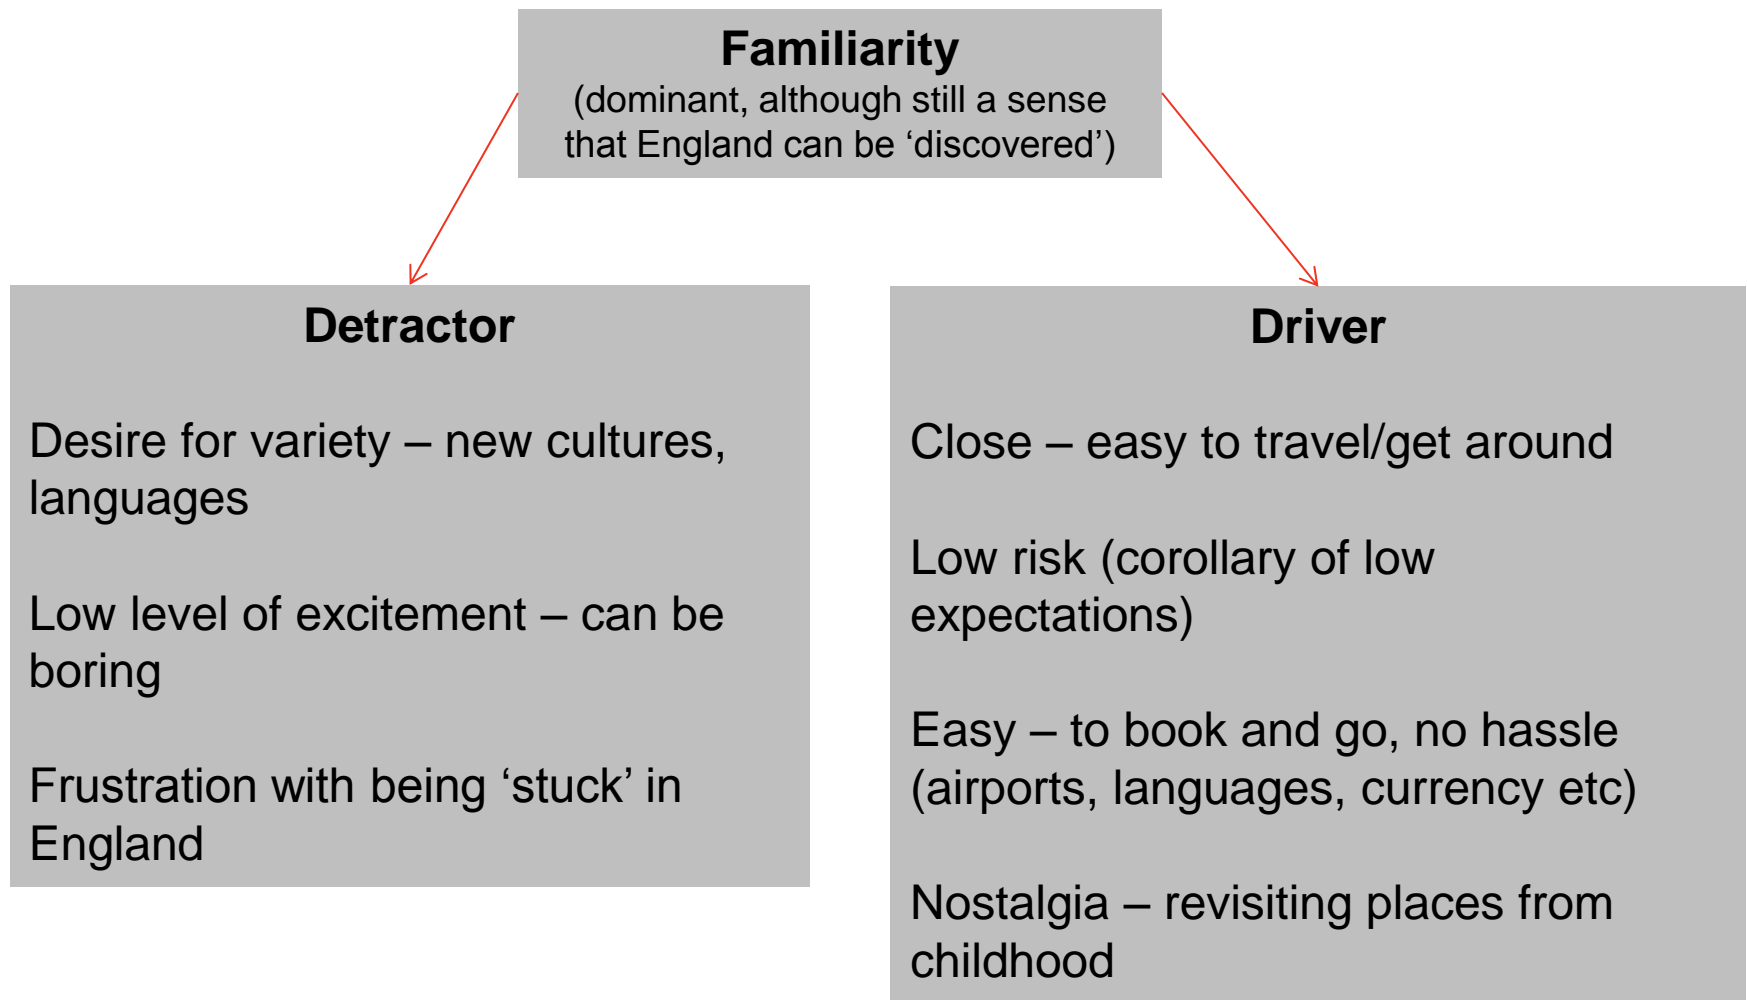 Familiarity
(dominant, although still a sense
that England can be ‘discovered’)
Detractor
Desire for variety – new cultures,
languages
Low level of excitement – can be
boring
Frustration with being ‘stuck’ in
England
Driver
Close – easy to travel/get around
Low risk (corollary of low
expectations)
Easy – to book and go, no hassle
(airports, languages, currency etc)
Nostalgia – revisiting places from
childhood